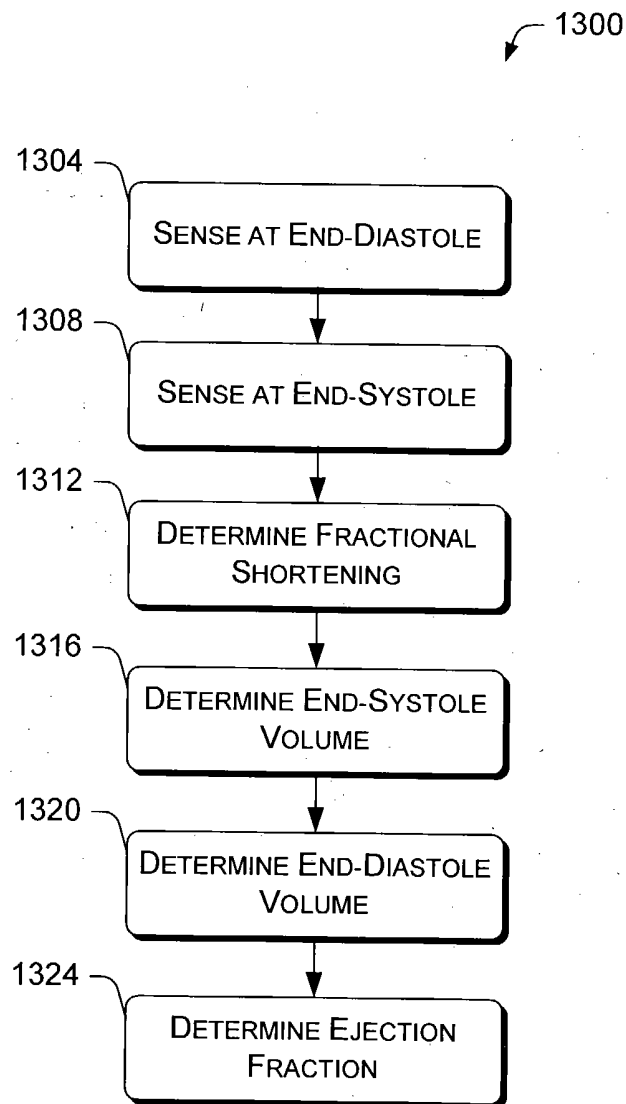 1300
1304
SENSE AT END-DIASTOLE
1308
SENSE AT END-SYSTOLE
1312
DETERMINE FRACTIONAL
SHORTENING
1316
DETERMINE END-SYSTOLE
VOLUME
1320
DETERMINE END-DIASTOLE
VOLUME
1324
DETERMINE EJECTION
FRACTION